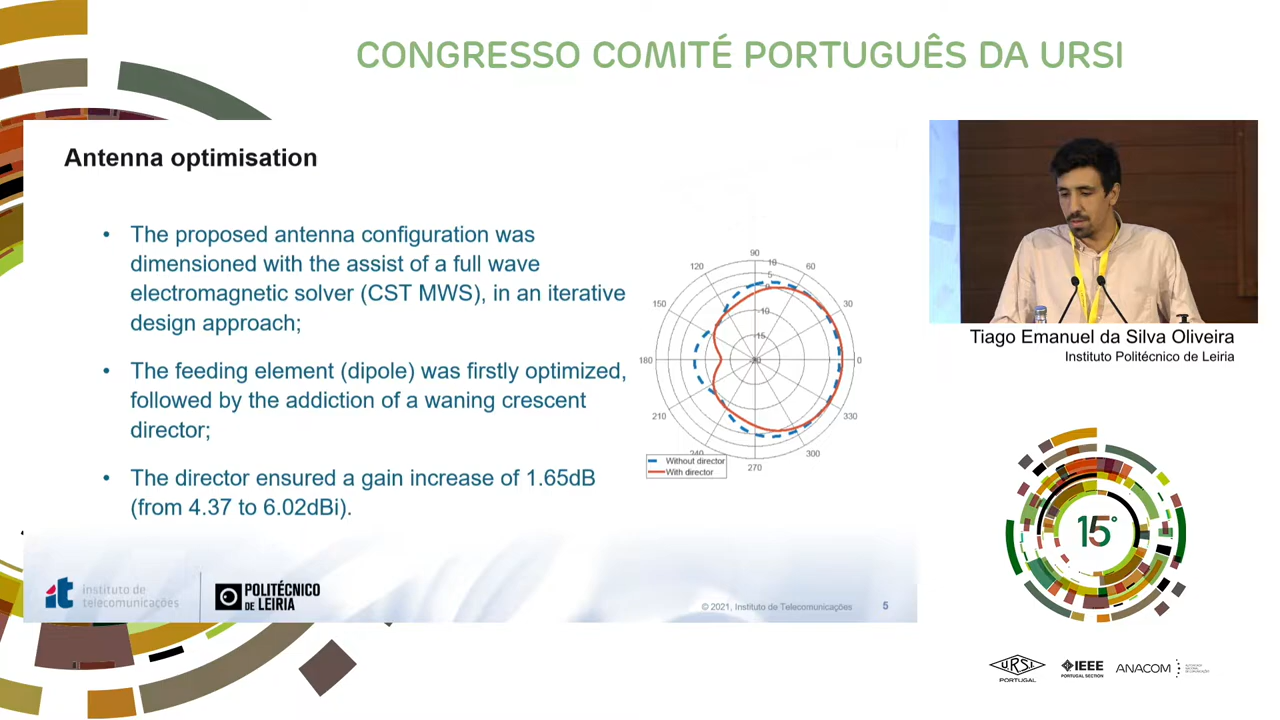 CONGRESSO COMITÉ PORTUGUÊS DA URSI
Antenna optimisation
• The proposed antenna configuration was
dimensioned with the assist of a full wave
electromagnetic solver (CST MWS), in an iterative
design approach;
• The feeding element (dipole) was firstly optimized,
followed by the addiction of a waning crescent
director;
• The director ensured a gain increase of 1.65dB
(from 4.37 to 6.02dBi).
90
120
60
10
5
0
150
30
-10
-15
180
0
210
330
240
300
270
Without director
With director
instituto de
telecomunicações
POLITÉCNICO
DE LEIRIA
© 2021, Instituto de Telecomunicações
5
Tiago Emanuel da Silva Oliveira
Instituto Politécnico de Leiria
15°
URSI
PORTUGAL
IEEE
PORTUGAL SECTION
ANACOM